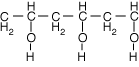 H H H
–C–C–C–C–C–C–
H₂ H₂ H₂
O O O
H H H